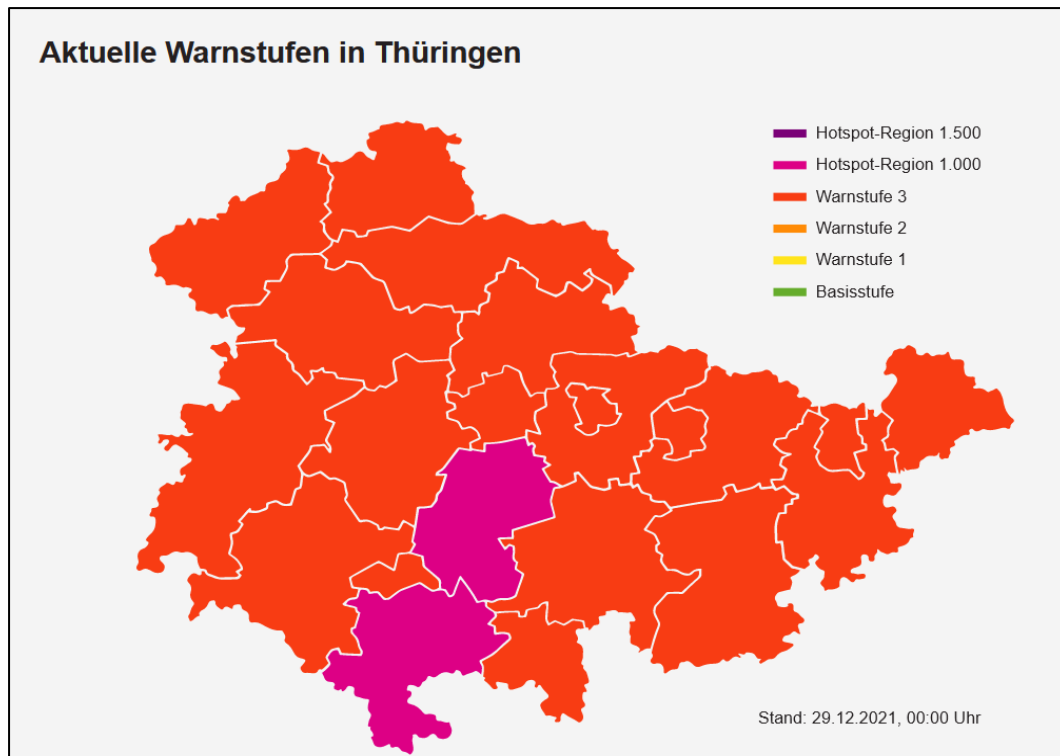 Aktuelle Warnstufen in Thüringen
Hotspot-Region 1.500
Hotspot-Region 1.000
Warnstufe 3
Warnstufe 2
Warnstufe 1
Basisstufe
Stand: 29.12.2021, 00:00 Uhr